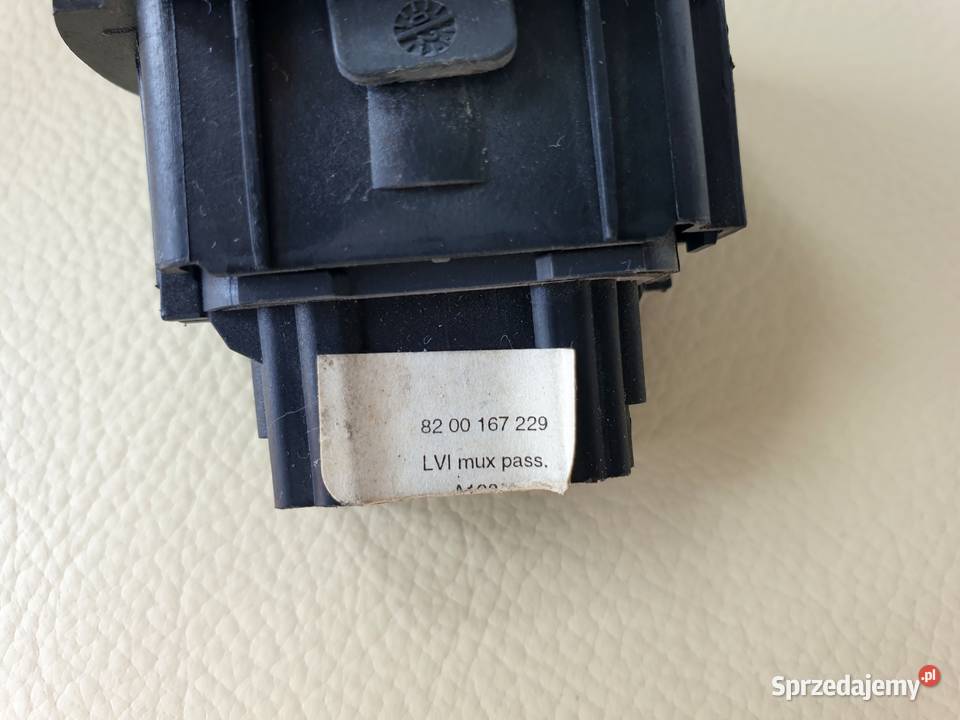 82 00 167 229
LVI mux pass.
Sprzedajemy.pl